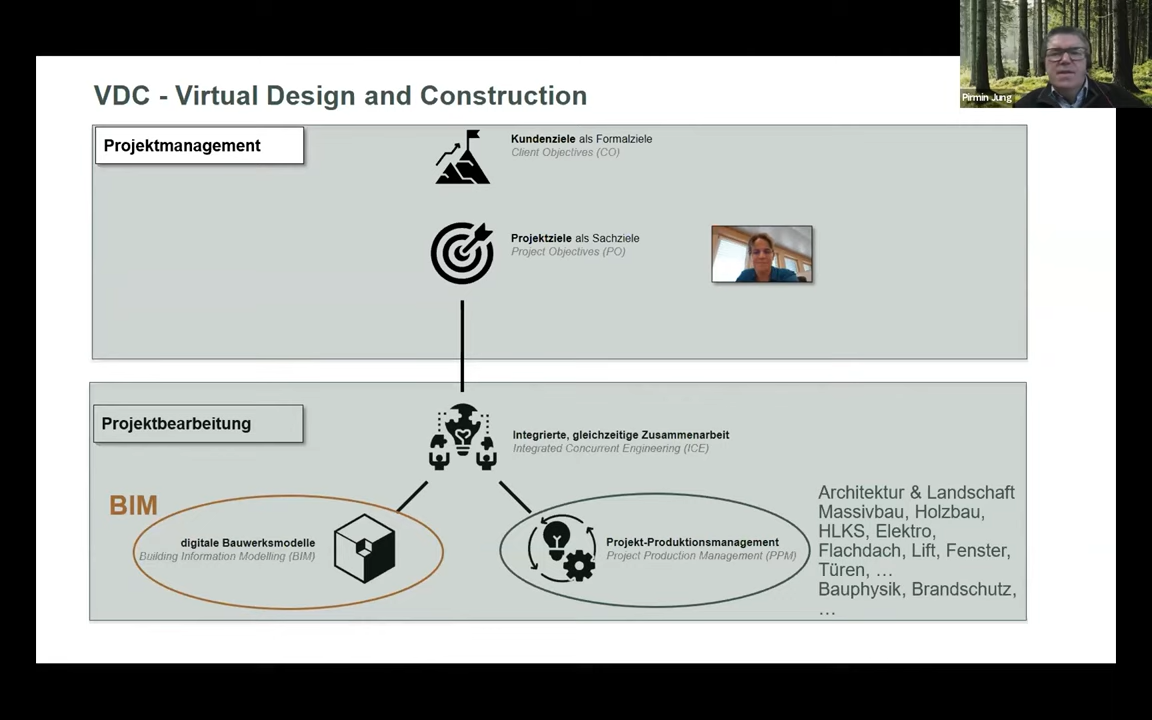 Pirmin Jung
VDC - Virtual Design and Construction
Projektmanagement
Kundenziele als Formalziele
Client Objectives (CO)
Projektziele als Sachziele
Project Objectives (PO)
Projektbearbeitung
Integrierte, gleichzeitige Zusammenarbeit
Integrated Concurrent Engineering (ICE)
BIM
digitale Bauwerksmodelle
Building Information Modelling (BIM)
Projekt-Produktionsmanagement
Project Production Management (PPM)
Architektur & Landschaft
Massivbau, Holzbau,
HLKS, Elektro,
Flachdach, Lift, Fenster,
Türen, …
Bauphysik, Brandschutz,
…